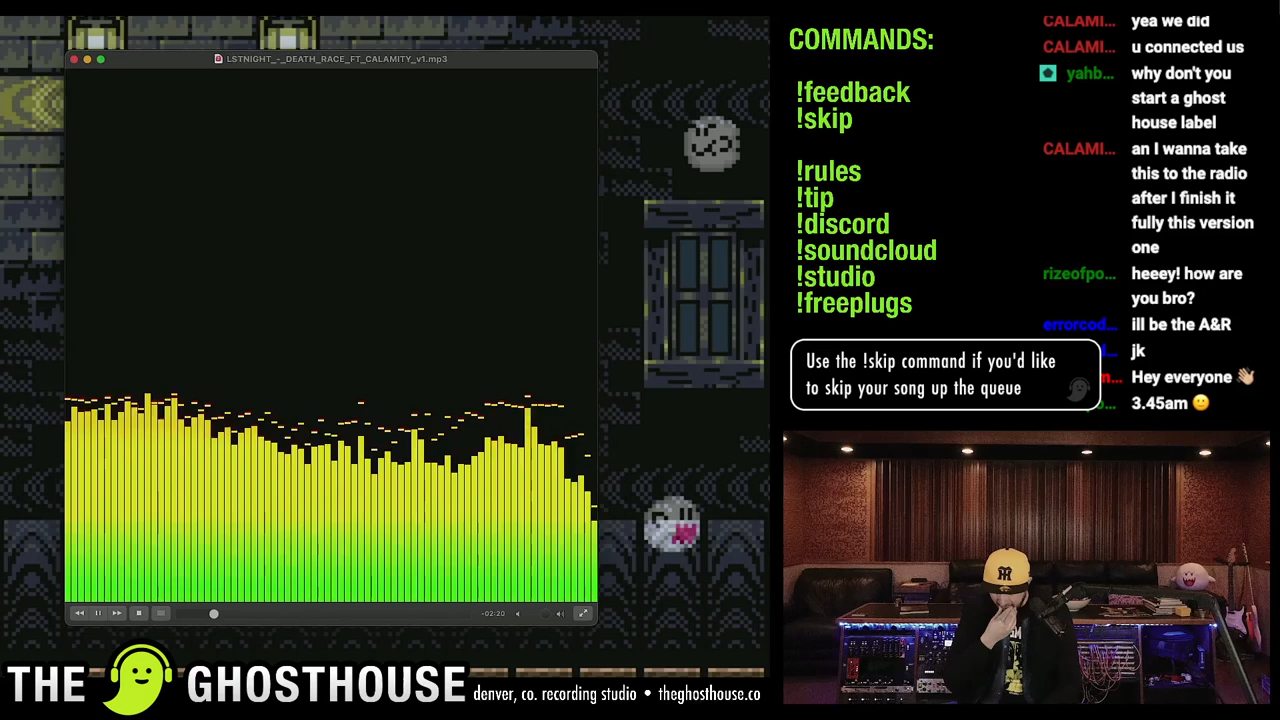 LSTNIGHT_-_DEATH_RACE_FT_CALAMITY_v1.mp3
-02:20
THE GHOSTHOUSE
denver, co. recording studio • theghosthouse.co
COMMANDS:
!feedback
!skip
!rules
!tip
!discord
!soundcloud
!studio
!freeplugs
Use the !skip command if you'd like
to skip your song up the queue
CALAMI... yea we did
CALAMI... u connected us
yahb... why don't you
start a ghost
house label
CALAMI... an I wanna take
this to the radio
after I finish it
fully this version
one
rizeofpo... heeey! how are
you bro?
errorcod... ill be the A&R
jk
Hey everyone 👋🏼
3.45am 🙂